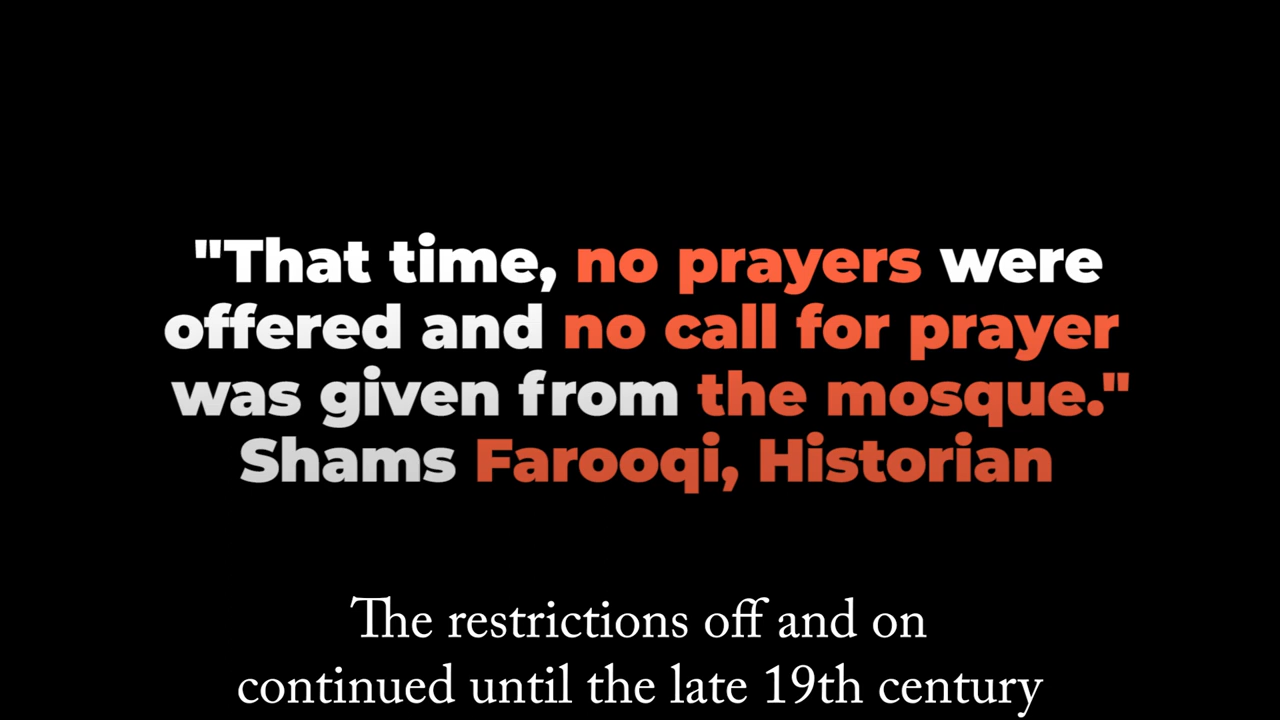 "That time, no prayers were
offered and no call for prayer
was given from the mosque."
Shams Farooqi, Historian
The restrictions off and on
continued until the late 19th century